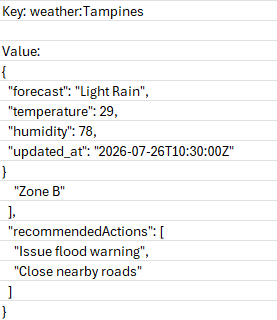 Key: weather:Tampines
Value:
{
  "forecast": "Light Rain",
  "temperature": 29,
  "humidity": 78,
  "updated_at": "2026-07-26T10:30:00Z"
}
    "Zone B"
  ],
  "recommendedActions": [
    "Issue flood warning",
    "Close nearby roads"
  ]
}